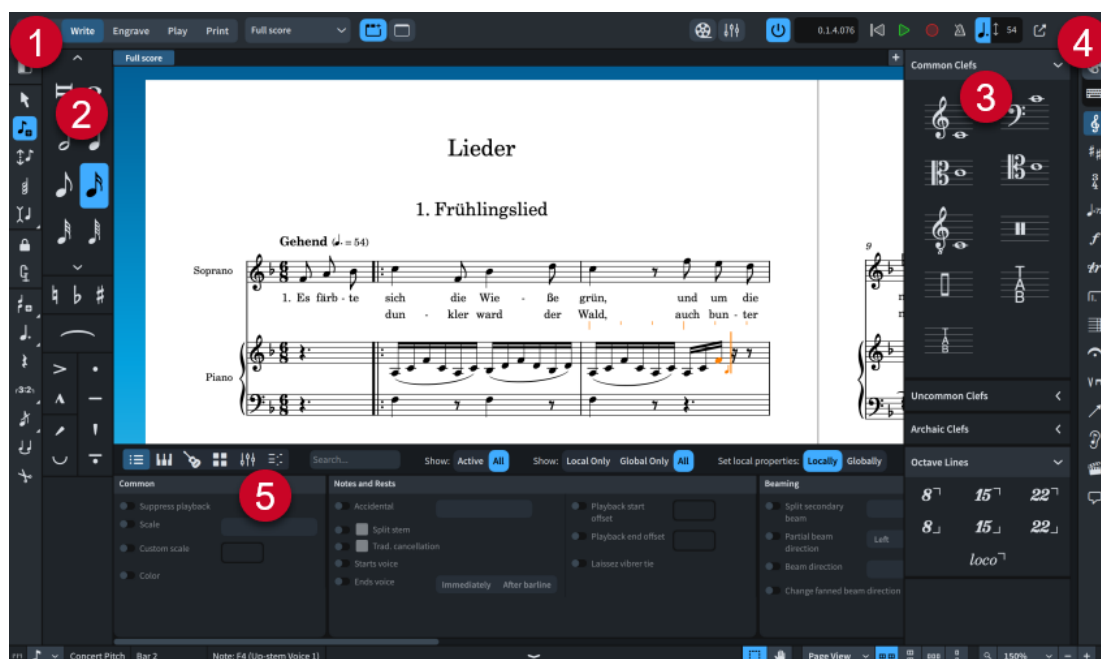 1
Write Engrave Play Print Full score
0.1.4.076
54
4
Full score
2
3
Common Clefs
Lieder
1. Frühlingslied
Gehend (♩. = 54)
Soprano
1. Es färb - te sich die Wie - ße grün, und um die
dun - kler ward der Wald, auch bun - ter
9
Piano
Uncommon Clefs
Archaic Clefs
Octave Lines
8 15 22
8 15 22
loco
Search...
Show: Active All
Show: Local Only Global Only All
Set local properties: Locally Globally
5
Common
Suppress playback
Scale
Custom scale
Color
Notes and Rests
Accidental
Split stem
Trad. cancellation
Starts voice
Ends voice
Immediately After barline
Playback start offset
Playback end offset
Laissez vibrer tie
Beaming
Split secondary beam
Partial beam direction
Left
Beam direction
Change fanned beam direction
Concert Pitch Bar 2 Note: F4 (Up-stem Voice 1)
Page View 150%